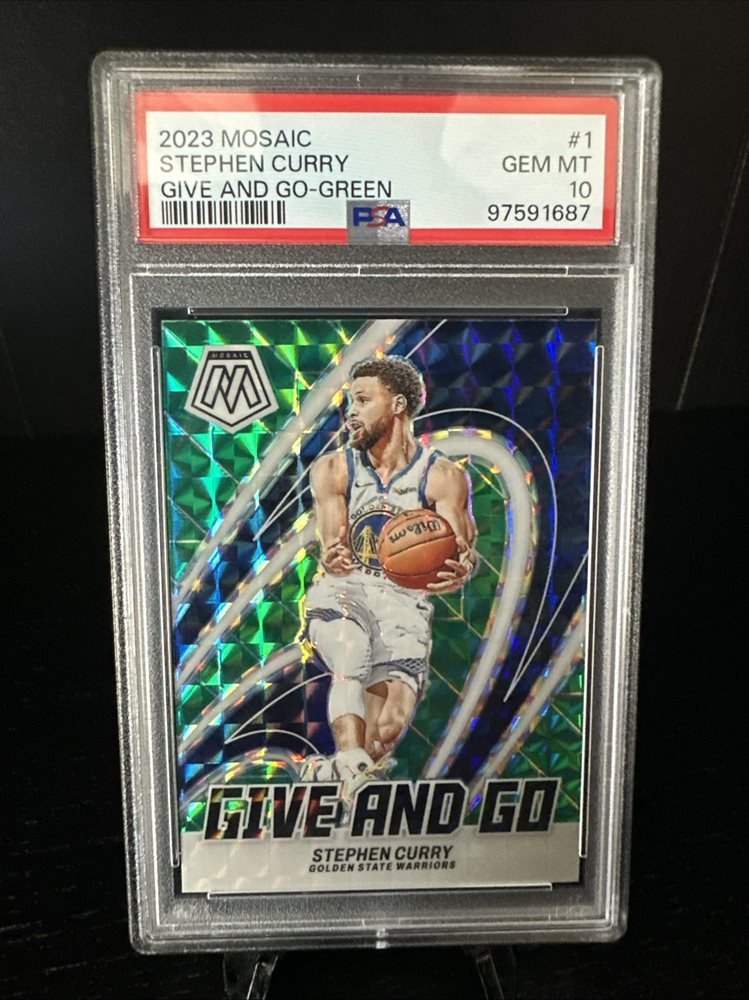 2023 MOSAIC #1
STEPHEN CURRY GEM MT
GIVE AND GO-GREEN 10
PSA 97591687
MOSAIC
M
Wilson
GIVE AND GO
STEPHEN CURRY
GOLDEN STATE WARRIORS